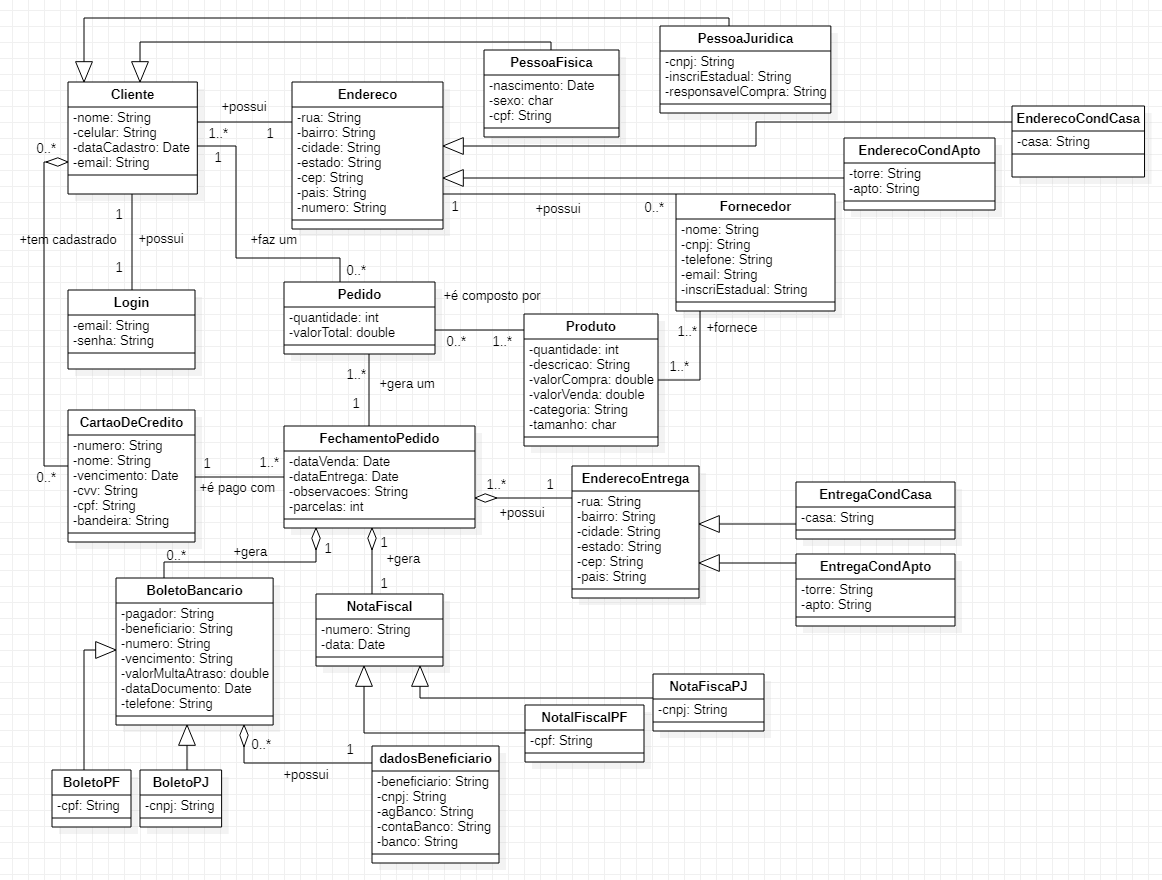 PessoaJuridica
-cnpj: String
-inscriEstadual: String
-responsavelCompra: String
PessoaFisica
-nascimento: Date
-sexo: char
-cpf: String
Cliente
-nome: String
-celular: String
-dataCadastro: Date
-email: String
+possui
1..*
1
Endereco
-rua: String
-bairro: String
-cidade: String
-estado: String
-cep: String
-pais: String
-numero: String
EnderecoCondCasa
-casa: String
EnderecoCondApto
-torre: String
-apto: String
1
+possui
0..*
Fornecedor
-nome: String
-cnpj: String
-telefone: String
-email: String
-inscriEstadual: String
0..*
+tem cadastrado
0..*
1
+possui
1
1
+faz um
0..*
Login
-email: String
-senha: String
Pedido
-quantidade: int
-valorTotal: double
+é composto por
0..*
1..*
Produto
-quantidade: int
-descricao: String
-valorCompra: double
-valorVenda: double
-categoria: String
-tamanho: char
1..*
+fornece
1..*
1..*
+gera um
1
CartaoDeCredito
-numero: String
-nome: String
-vencimento: Date
-cvv: String
-cpf: String
-bandeira: String
1
1..*
+é pago com
FechamentoPedido
-dataVenda: Date
-dataEntrega: Date
-observacoes: String
-parcelas: int
1..*
1
+possui
EnderecoEntrega
-rua: String
-bairro: String
-cidade: String
-estado: String
-cep: String
-pais: String
EntregaCondCasa
-casa: String
EntregaCondApto
-torre: String
-apto: String
0..*
+gera
1
1
+gera
1
BoletoBancario
-pagador: String
-beneficiario: String
-numero: String
-vencimento: String
-valorMultaAtraso: double
-dataDocumento: Date
-telefone: String
NotaFiscal
-numero: String
-data: Date
NotaFiscaPJ
-cnpj: String
NotalFiscalPF
-cpf: String
0..*
1
+possui
dadosBeneficiario
-beneficiario: String
-cnpj: String
-agBanco: String
-contaBanco: String
-banco: String
BoletoPF
-cpf: String
BoletoPJ
-cnpj: String